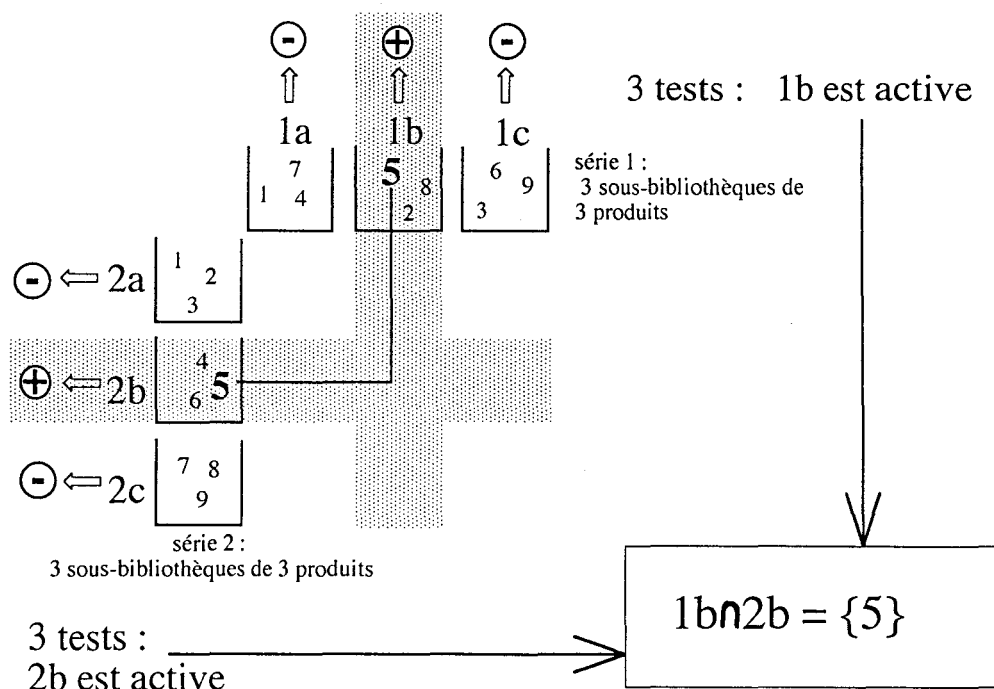 - + -
3 tests : 1b est active
1a 1b 1c
7
1 4
5
8
2
6
9
3
série 1 :
3 sous-bibliothèques de
3 produits
- 2a
1
2
3
+ 2b
4
6 5
- 2c
7 8
9
série 2 :
3 sous-bibliothèques de 3 produits
1b∩2b = {5}
3 tests :
2b est active